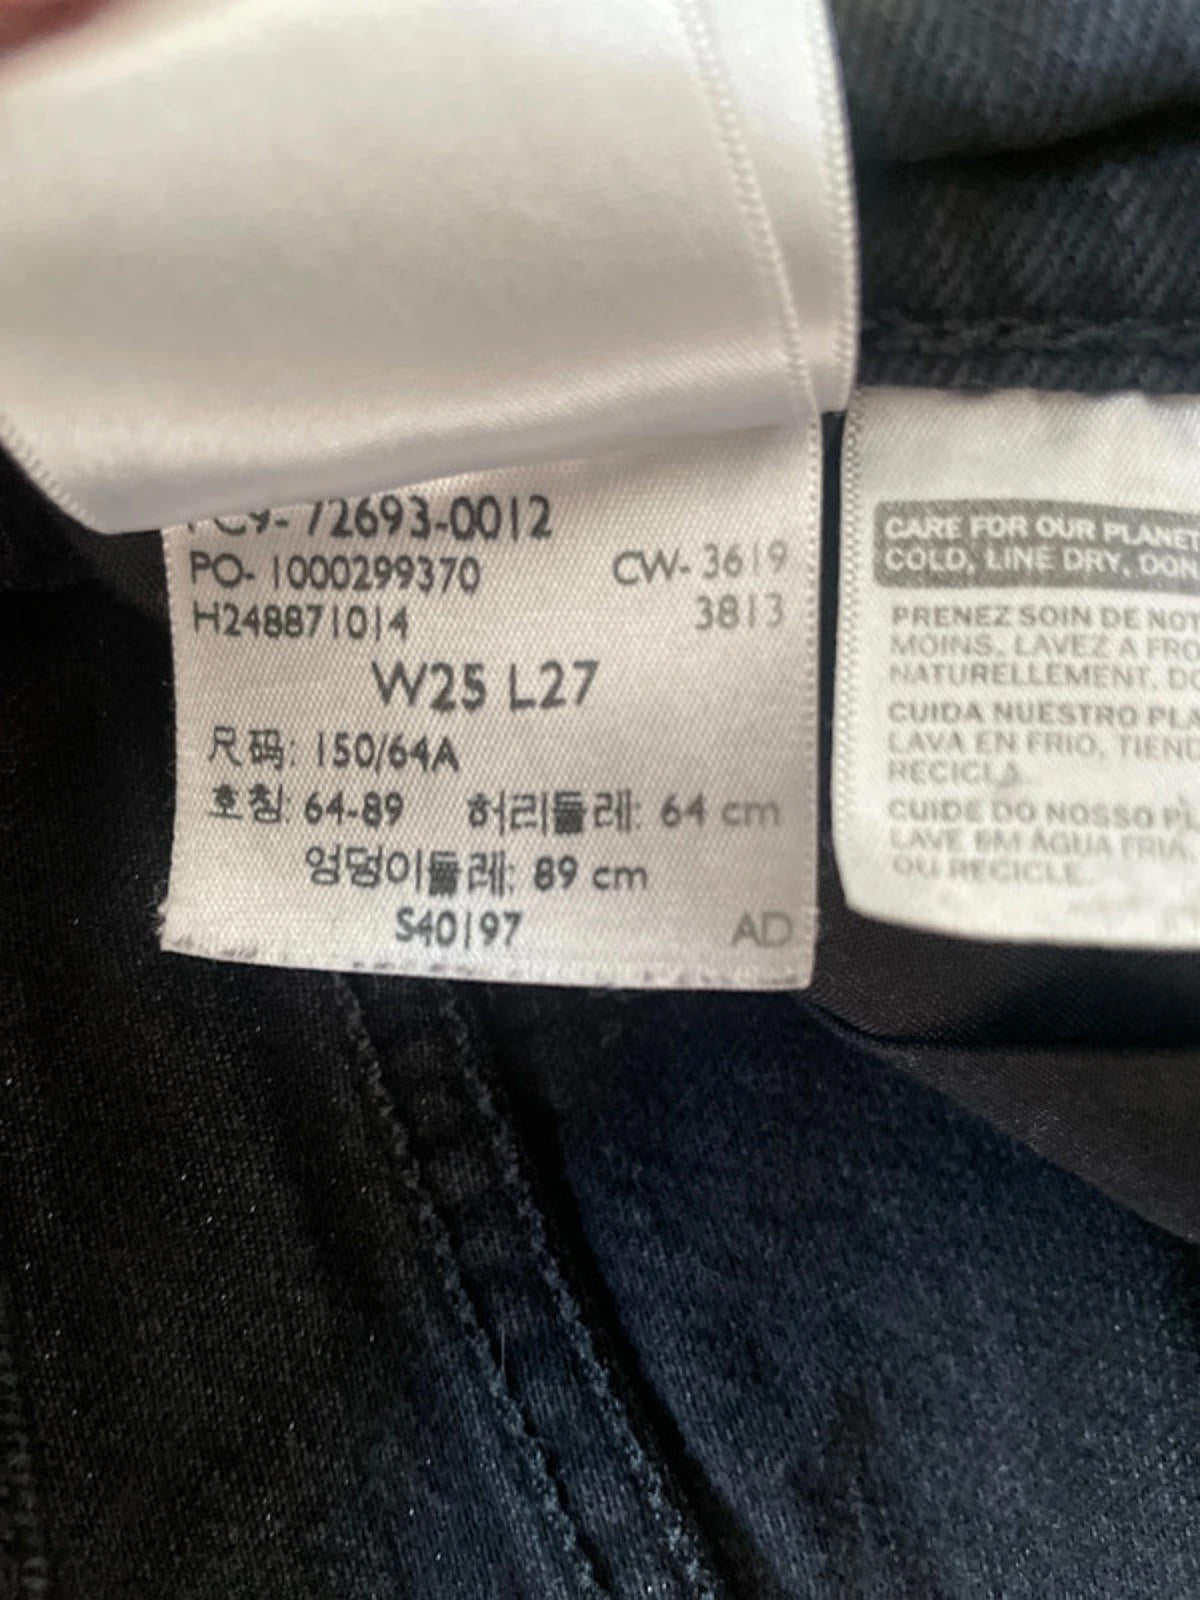 PC9- 72693-0012
PO- 1000299370 CW- 3619
H248871014 3813
W25 L27
尺码: 150/64A
호칭: 64-89 허리둘레: 64 cm
엉덩이둘레: 89 cm
S40197 AD
CARE FOR OUR PLANET
COLD, LINE DRY, DON
PRENEZ SOIN DE NOT
MOINS. LAVEZ A FRO
NATURELLEMENT. DO
CUIDA NUESTRO PLA
LAVA EN FRIO, TIEND
RECICLA.
CUIDE DO NOSSO PL
LAVE EM ÁGUA FRIA,
OU RECICLE.